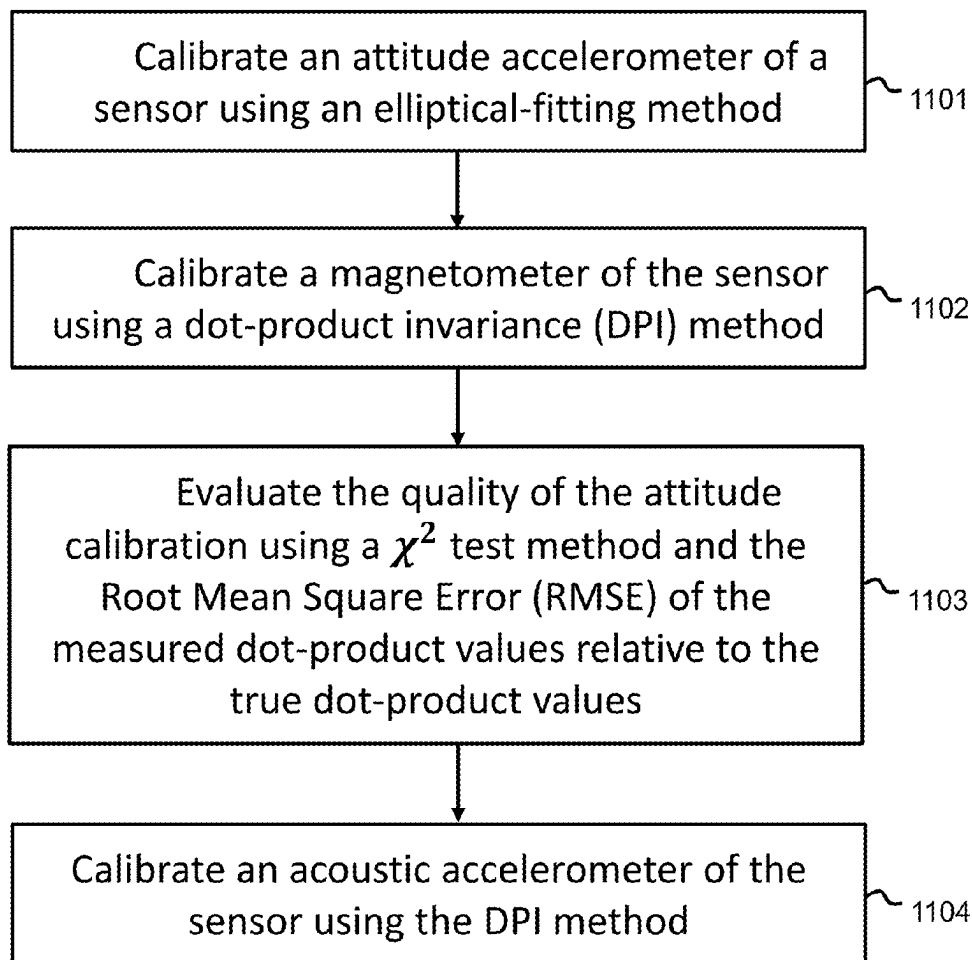 Calibrate an attitude accelerometer of a
sensor using an elliptical-fitting method
1101
Calibrate a magnetometer of the sensor
using a dot-product invariance (DPI) method
1102
Evaluate the quality of the attitude
calibration using a χ² test method and the
Root Mean Square Error (RMSE) of the
measured dot-product values relative to the
true dot-product values
1103
Calibrate an acoustic accelerometer of the
sensor using the DPI method
1104